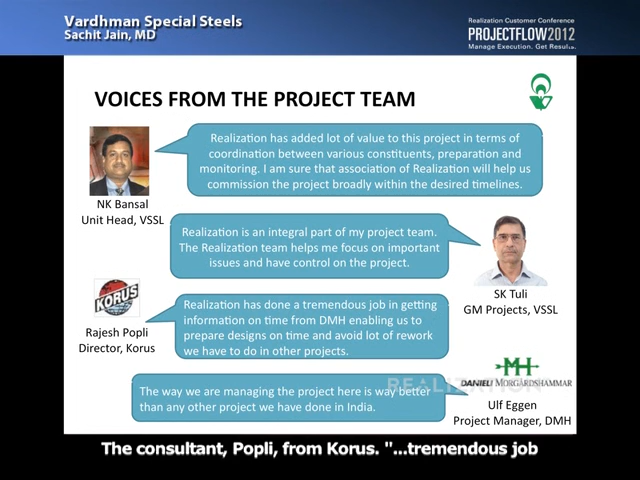 Vardhman Special Steels
Sachit Jain, MD
Realization Customer Conference
PROJECTFLOW2012
Manage Execution. Get Results.
VOICES FROM THE PROJECT TEAM
Realization has added lot of value to this project in terms of
coordination between various constituents, preparation and
monitoring. I am sure that association of Realization will help us
commission the project broadly within the desired timelines.
NK Bansal
Unit Head, VSSL
Realization is an integral part of my project team.
The Realization team helps me focus on important
issues and have control on the project.
SK Tuli
GM Projects, VSSL
KORUS
Rajesh Popli
Director, Korus
Realization has done a tremendous job in getting
information on time from DMH enabling us to
prepare designs on time and avoid lot of rework
we have to do in other projects.
The way we are managing the project here is way better
than any other project we have done in India.
REALIZATION
DANIELI MORGÅRDSHAMMAR
Ulf Eggen
Project Manager, DMH
The consultant, Popli, from Korus. "...tremendous job